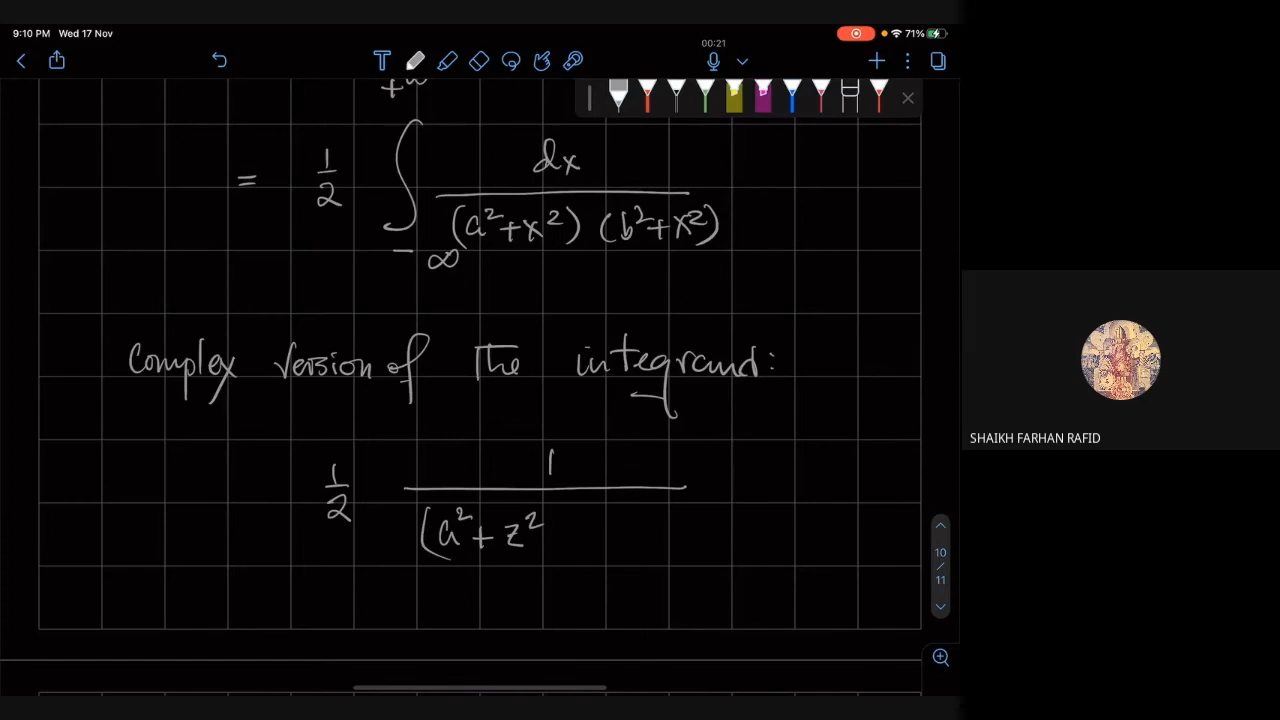 9:10 PM Wed 17 Nov
71%
00:21
T
+∞
= 1/2 ∫ dx / (a²+x²) (b²+x²)
-∞
Complex version of the integrand:
1/2 1 / (a²+z²
10
/
11
SHAIKH FARHAN RAFID